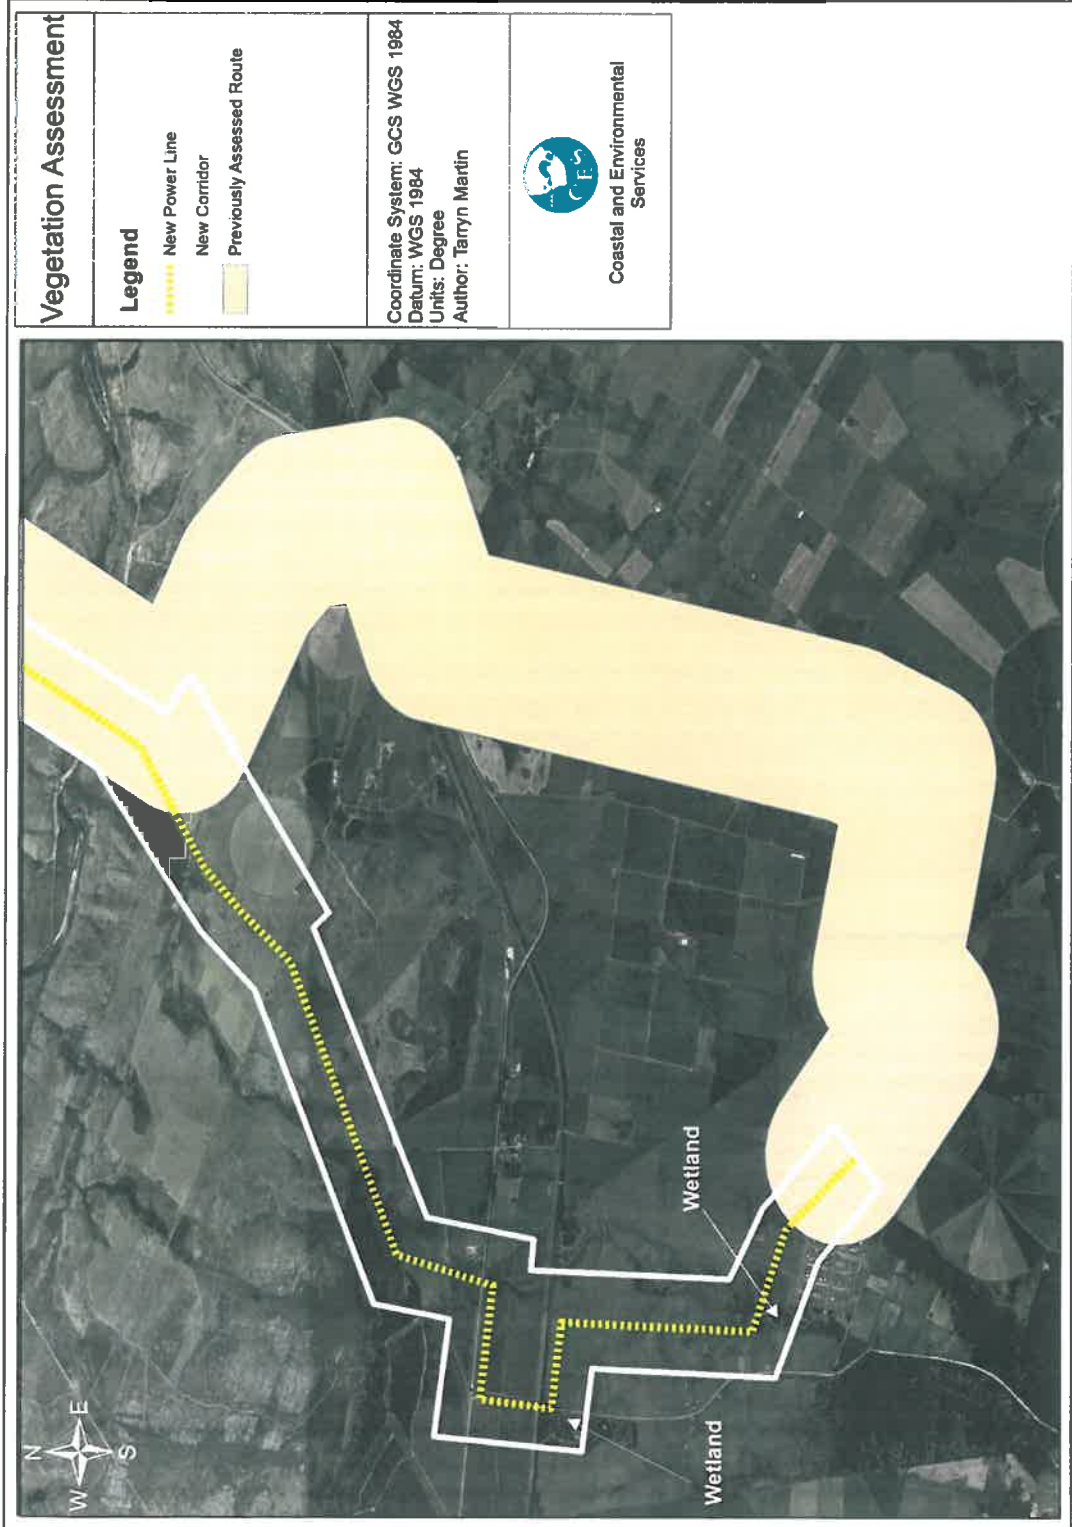 Vegetation Assessment
Legend
New Power Line
New Corridor
Previously Assessed Route
Coordinate System: GCS WGS 1984
Datum: WGS 1984
Units: Degree
Author: Tarryn Martin
C E S
Coastal and Environmental
Services
N
W
E
S
Wetland
Wetland